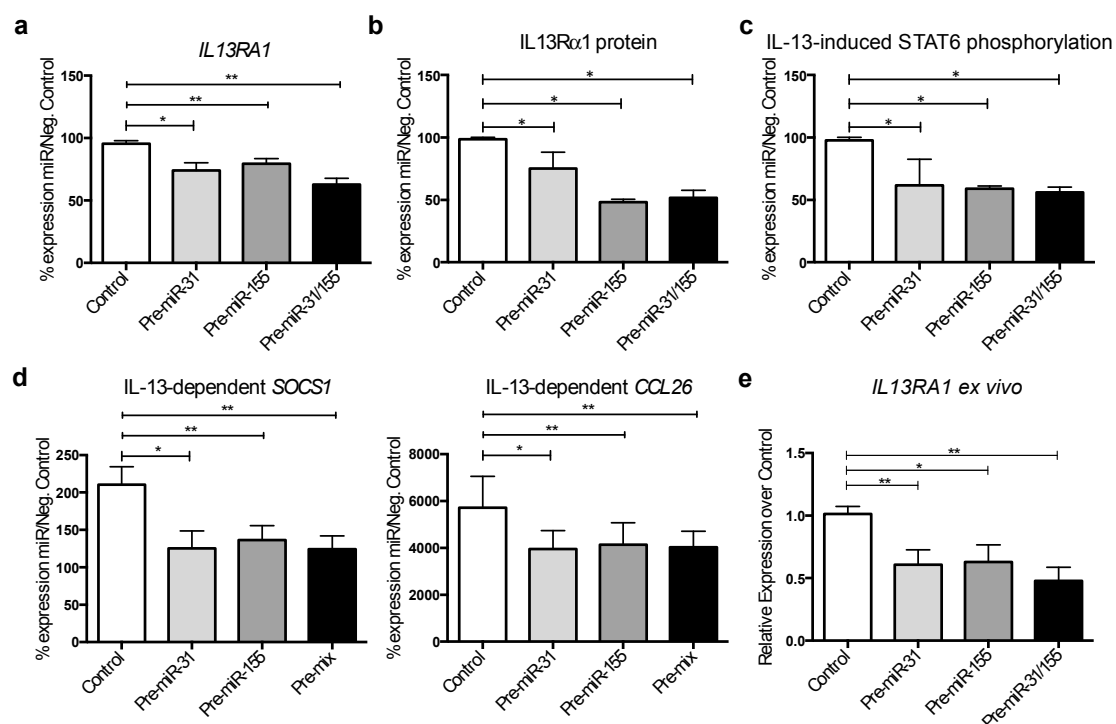 a
IL13RA1
% expression miR/Neg. Control
150
100
50
0
**
**
*
Control
Pre-miR-31
Pre-miR-155
Pre-miR-31/155
b
IL13Rα1 protein
% expression miR/Neg. Control
150
100
50
0
*
*
*
Control
Pre-miR-31
Pre-miR-155
Pre-miR-31/155
c
IL-13-induced STAT6 phosphorylation
% expression miR/Neg. Control
150
100
50
0
*
*
*
Control
Pre-miR-31
Pre-miR-155
Pre-miR-31/155
d
IL-13-dependent SOCS1
% expression miR/Neg. Control
250
200
150
100
50
0
**
**
*
Control
Pre-miR-31
Pre-miR-155
Pre-mix
IL-13-dependent CCL26
% expression miR/Neg. Control
8000
6000
4000
2000
0
**
**
*
Control
Pre-miR-31
Pre-miR-155
Pre-mix
e
IL13RA1 ex vivo
Relative Expression over Control
1.5
1.0
0.5
0.0
**
*
**
Control
Pre-miR-31
Pre-miR-155
Pre-miR-31/155